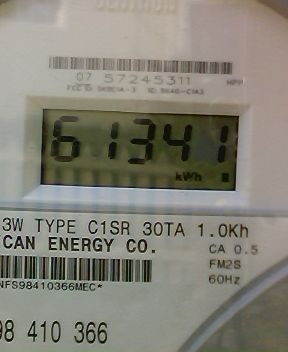 CENTRON
07 57245311
61341
kWh
3W TYPE C1SR 30TA 1.0Kh
CAN ENERGY CO.
CA 0.5
FM2S
60Hz
NFS98410366MEC*
98 410 366